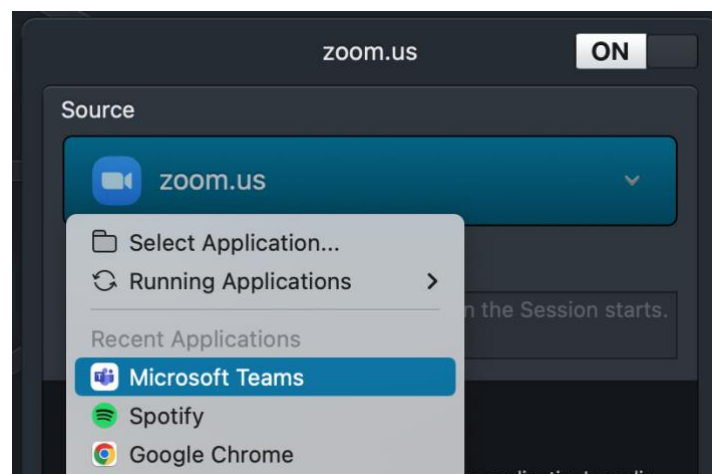 zoom.us ON
Source
zoom.us
Select Application...
Running Applications
n the Session starts.
Recent Applications
Microsoft Teams
Spotify
Google Chrome